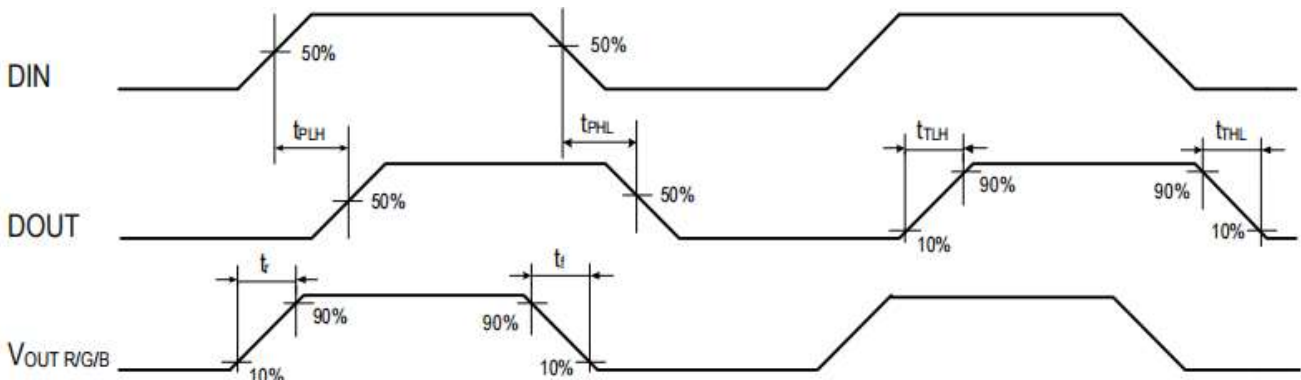 50%
50%
DIN
tPLH
tPHL
tTLH
tTHL
50%
50%
90%
90%
DOUT
10%
10%
tr
tf
90%
90%
VOUT R/G/B
10%
10%